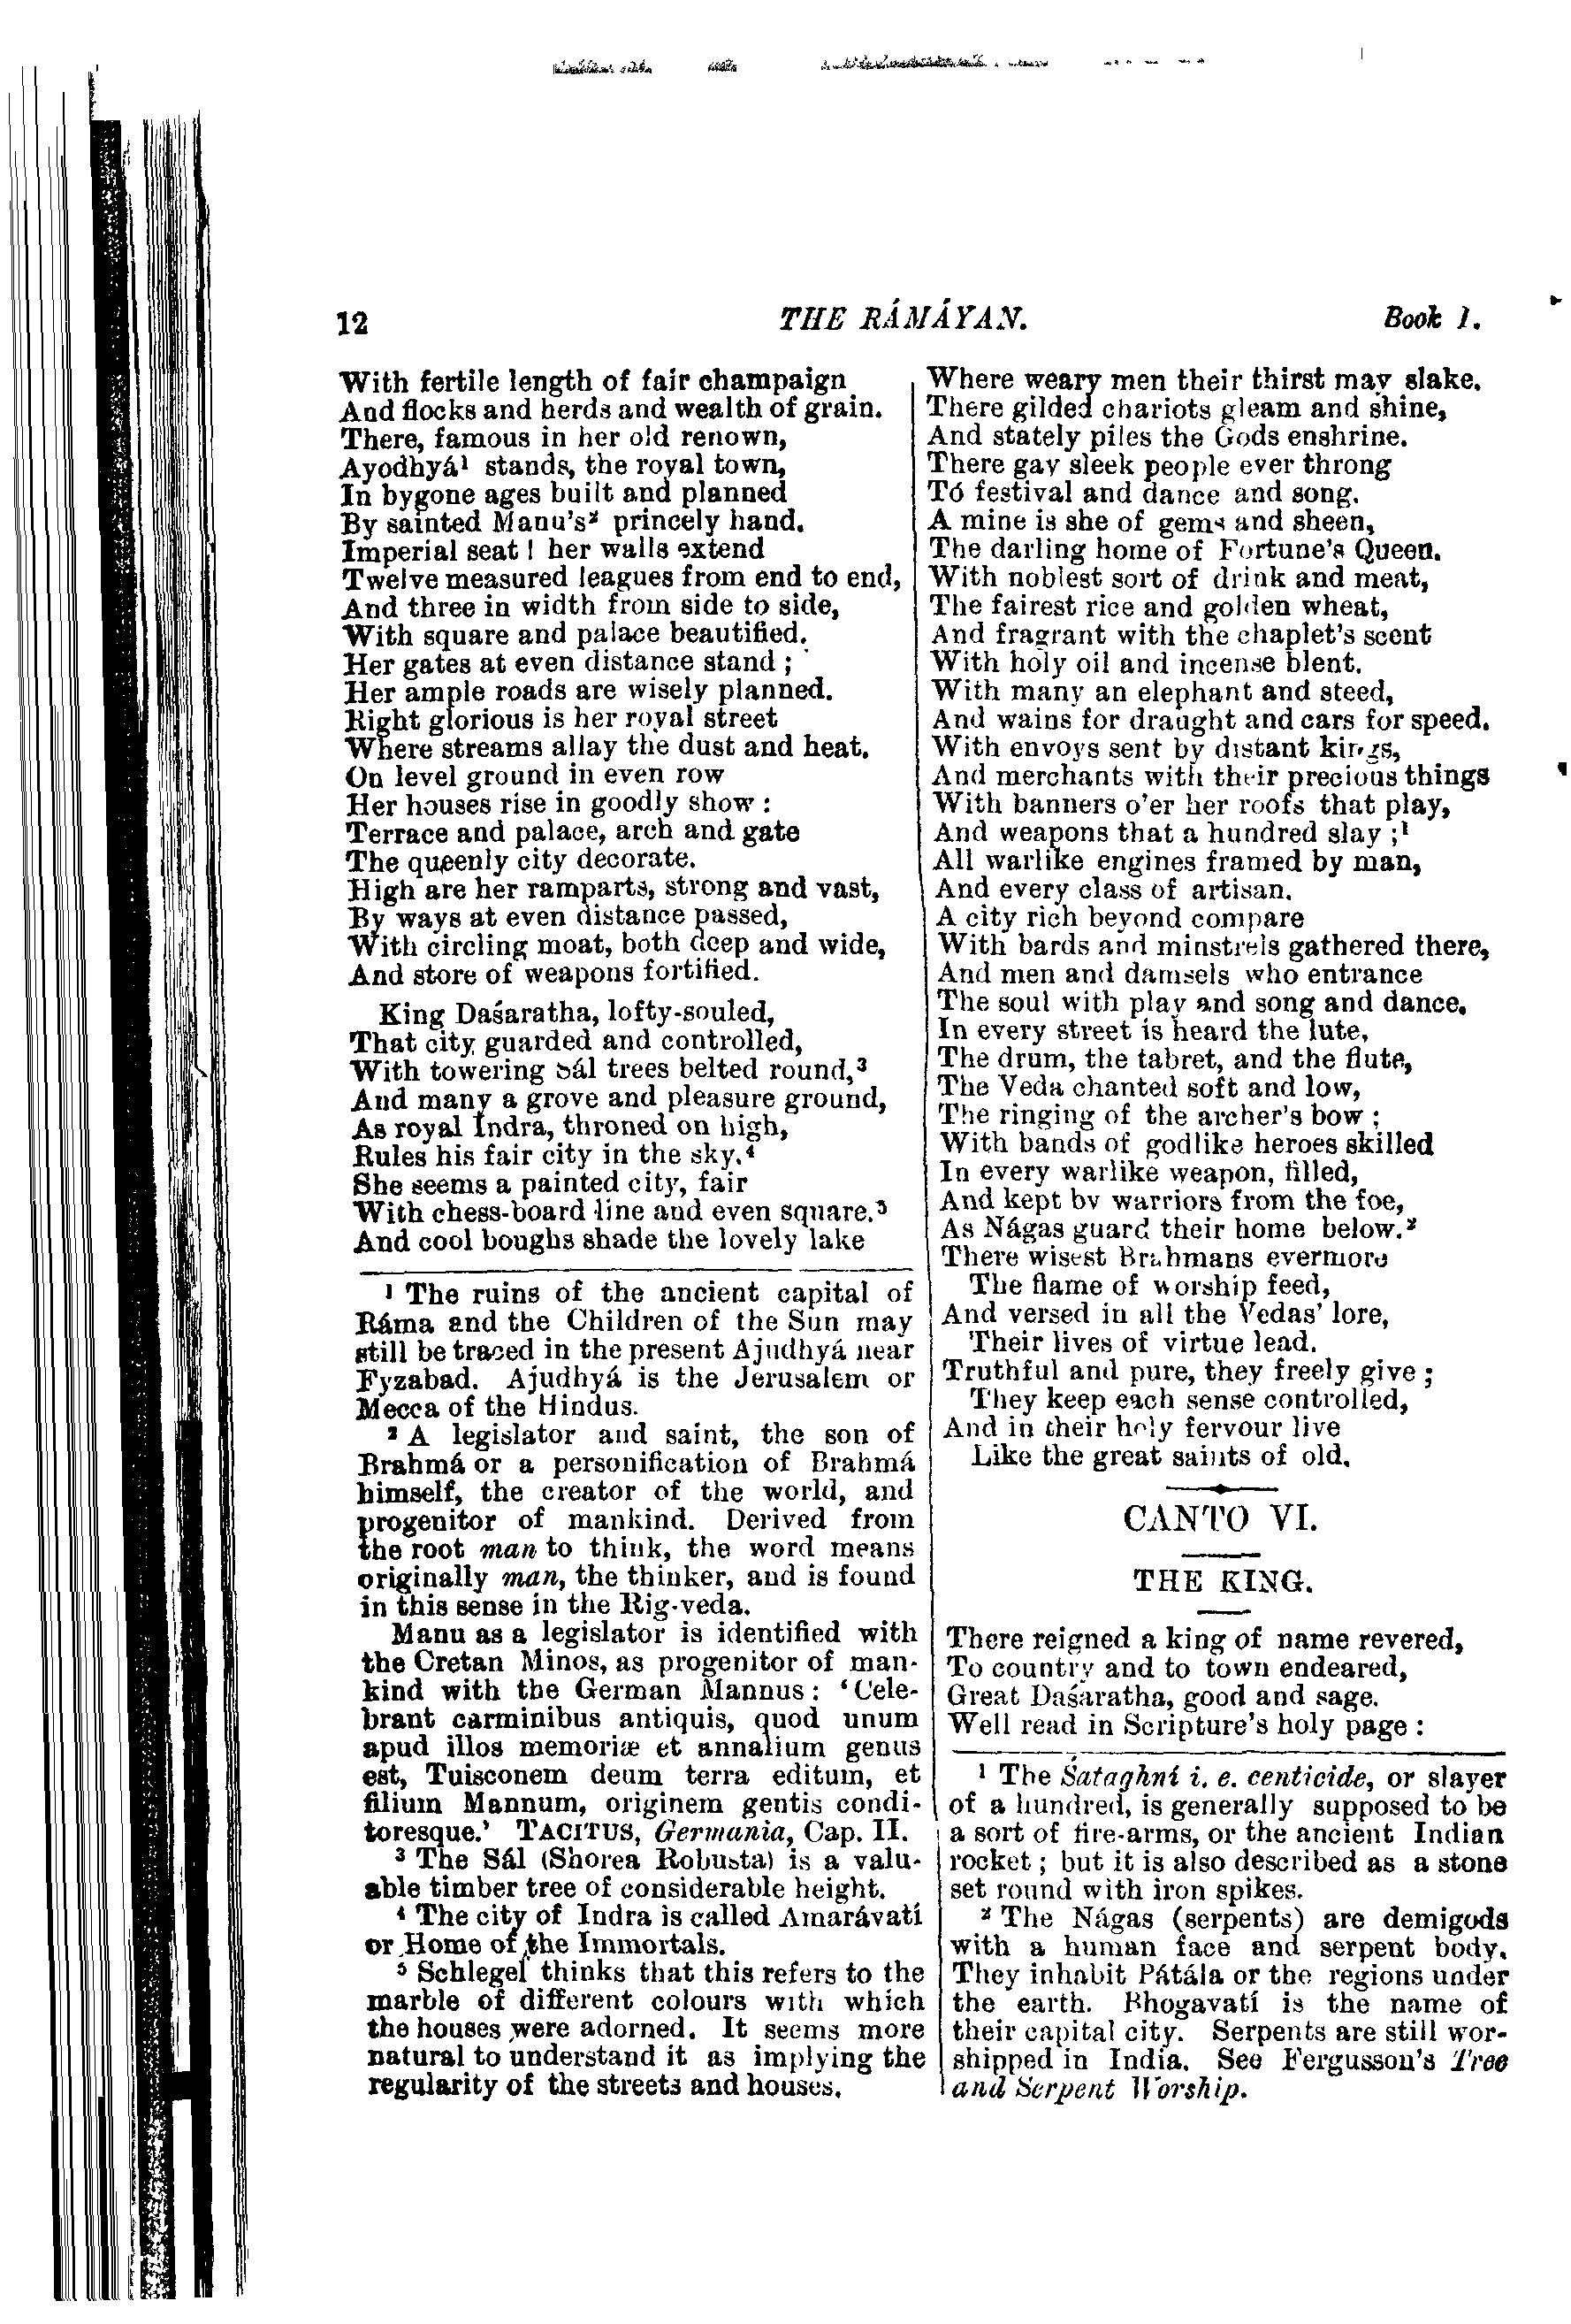 12 THE RÁMÁYAN. Book I.
With fertile length of fair champaign
And flocks and herds and wealth of grain.
There, famous in her old renown,
Ayodhyá¹ stands, the royal town,
In bygone ages built and planned
By sainted Manu's² princely hand.
Imperial seat! her walls extend
Twelve measured leagues from end to end,
And three in width from side to side,
With square and palace beautified.
Her gates at even distance stand ;
Her ample roads are wisely planned.
Right glorious is her royal street
Where streams allay the dust and heat.
On level ground in even row
Her houses rise in goodly show :
Terrace and palace, arch and gate
The queenly city decorate.
High are her ramparts, strong and vast,
By ways at even distance passed,
With circling moat, both deep and wide,
And store of weapons fortified.
King Daśaratha, lofty-souled,
That city guarded and controlled,
With towering Sál trees belted round,³
And many a grove and pleasure ground,
As royal Indra, throned on high,
Rules his fair city in the sky.⁴
She seems a painted city, fair
With chess-board line and even square.⁵
And cool boughs shade the lovely lake
¹ The ruins of the ancient capital of
Ráma and the Children of the Sun may
still be traced in the present Ajudhyá near
Fyzabad. Ajudhyá is the Jerusalem or
Mecca of the Hindus.
² A legislator and saint, the son of
Brahmá or a personification of Brahmá
himself, the creator of the world, and
progenitor of mankind. Derived from
the root man to think, the word means
originally man, the thinker, and is found
in this sense in the Rig-veda.
Manu as a legislator is identified with
the Cretan Minos, as progenitor of man-
kind with the German Mannus: 'Cele-
brant carminibus antiquis, quod unum
apud illos memoriæ et annalium genus
est, Tuisconem deum terra editum, et
filium Mannum, originem gentis condi-
toresque.' TACITUS, Germania, Cap. II.
³ The Sál (Shorea Robusta) is a valu-
able timber tree of considerable height.
⁴ The city of Indra is called Amarávatí
or Home of the Immortals.
⁵ Schlegel thinks that this refers to the
marble of different colours with which
the houses were adorned. It seems more
natural to understand it as implying the
regularity of the streets and houses.
Where weary men their thirst may slake.
There gilded chariots gleam and shine,
And stately piles the Gods enshrine.
There gay sleek people ever throng
To festival and dance and song.
A mine is she of gems and sheen,
The darling home of Fortune's Queen.
With noblest sort of drink and meat,
The fairest rice and golden wheat,
And fragrant with the chaplet's scent
With holy oil and incense blent.
With many an elephant and steed,
And wains for draught and cars for speed.
With envoys sent by distant kings,
And merchants with their precious things
With banners o'er her roofs that play,
And weapons that a hundred slay ;¹
All warlike engines framed by man,
And every class of artisan.
A city rich beyond compare
With bards and minstrels gathered there,
And men and damsels who entrance
The soul with play and song and dance.
In every street is heard the lute,
The drum, the tabret, and the flute,
The Veda chanted soft and low,
The ringing of the archer's bow ;
With bands of godlike heroes skilled
In every warlike weapon, filled,
And kept by warriors from the foe,
As Nágas guard their home below.²
There wisest Brahmans evermore
The flame of worship feed,
And versed in all the Vedas' lore,
Their lives of virtue lead.
Truthful and pure, they freely give ;
They keep each sense controlled,
And in their holy fervour live
Like the great saints of old.
CANTO VI.
THE KING.
There reigned a king of name revered,
To country and to town endeared,
Great Daśaratha, good and sage.
Well read in Scripture's holy page :
¹ The Śataghní i. e. centicide, or slayer
of a hundred, is generally supposed to be
a sort of fire-arms, or the ancient Indian
rocket ; but it is also described as a stone
set round with iron spikes.
² The Nágas (serpents) are demigods
with a human face and serpent body.
They inhabit Pátála or the regions under
the earth. Bhogavatí is the name of
their capital city. Serpents are still wor-
shipped in India. See Fergusson's Tree
and Serpent Worship.